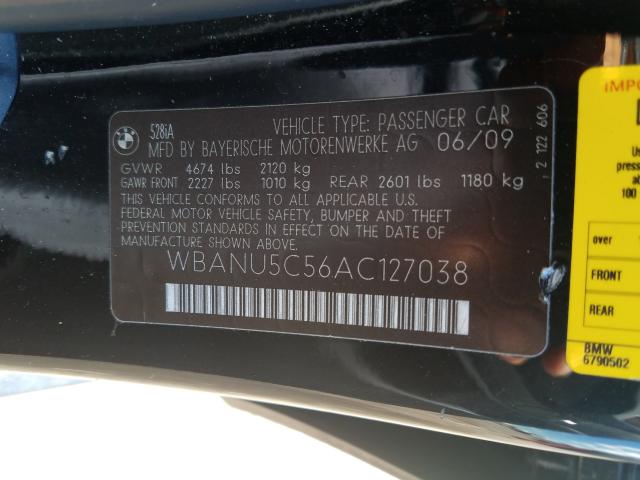 BMW
528iA VEHICLE TYPE: PASSENGER CAR
MFD BY BAYERISCHE MOTORENWERKE AG 06/09
GVWR 4674 lbs 2120 kg
GAWR FRONT 2227 lbs 1010 kg REAR 2601 lbs 1180 kg
THIS VEHICLE CONFORMS TO ALL APPLICABLE U.S.
FEDERAL MOTOR VEHICLE SAFETY, BUMPER AND THEFT
PREVENTION STANDARDS IN EFFECT ON THE DATE OF
MANUFACTURE SHOWN ABOVE.
WBANU5C56AC127038
2 122 606
over
FRONT
REAR
BMW
6790502
100